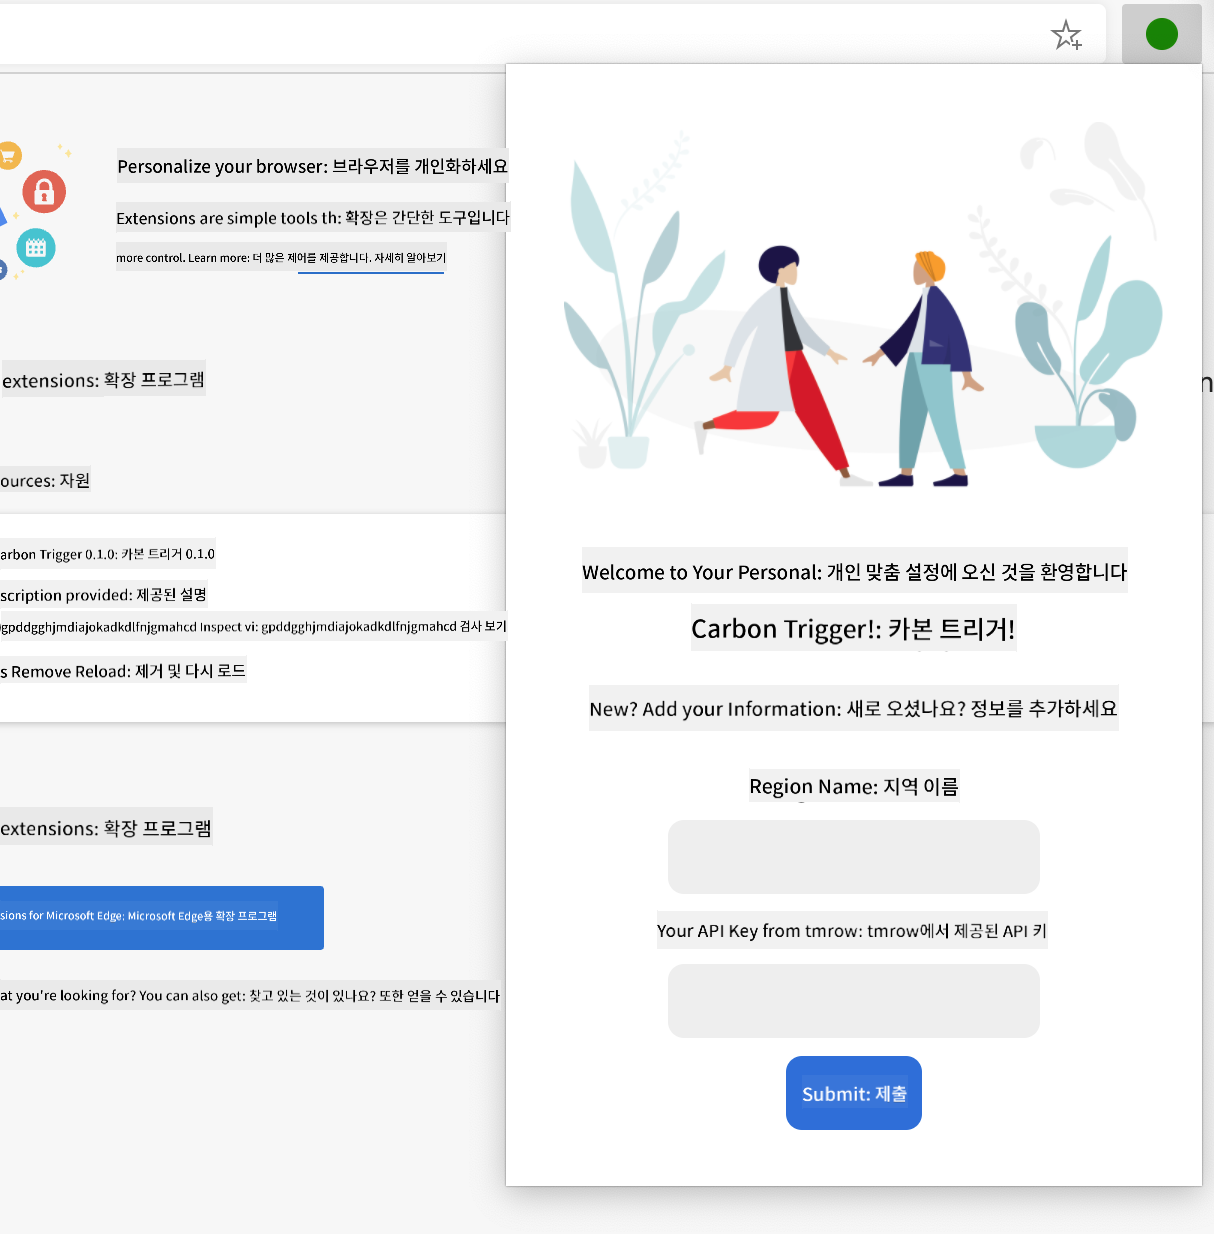 Personalize your browser: 브라우저를 개인화하세요
Extensions are simple tools th: 확장은 간단한 도구입니다
more control. Learn more: 더 많은 제어를 제공합니다. 자세히 알아보기
extensions: 확장 프로그램
n
ources: 자원
arbon Trigger 0.1.0: 카본 트리거 0.1.0
scription provided: 제공된 설명
gpddgghjmdiajokadkdlfnjgmahcd Inspect vi: gpddgghjmdiajokadkdlfnjgmahcd 검사 보기
s Remove Reload: 제거 및 다시 로드
extensions: 확장 프로그램
sions for Microsoft Edge: Microsoft Edge용 확장 프로그램
at you're looking for? You can also get: 찾고 있는 것이 있나요? 또한 얻을 수 있습니다
Welcome to Your Personal: 개인 맞춤 설정에 오신 것을 환영합니다
Carbon Trigger!: 카본 트리거!
New? Add your Information: 새로 오셨나요? 정보를 추가하세요
Region Name: 지역 이름
Your API Key from tmrow: tmrow에서 제공된 API 키
Submit: 제출